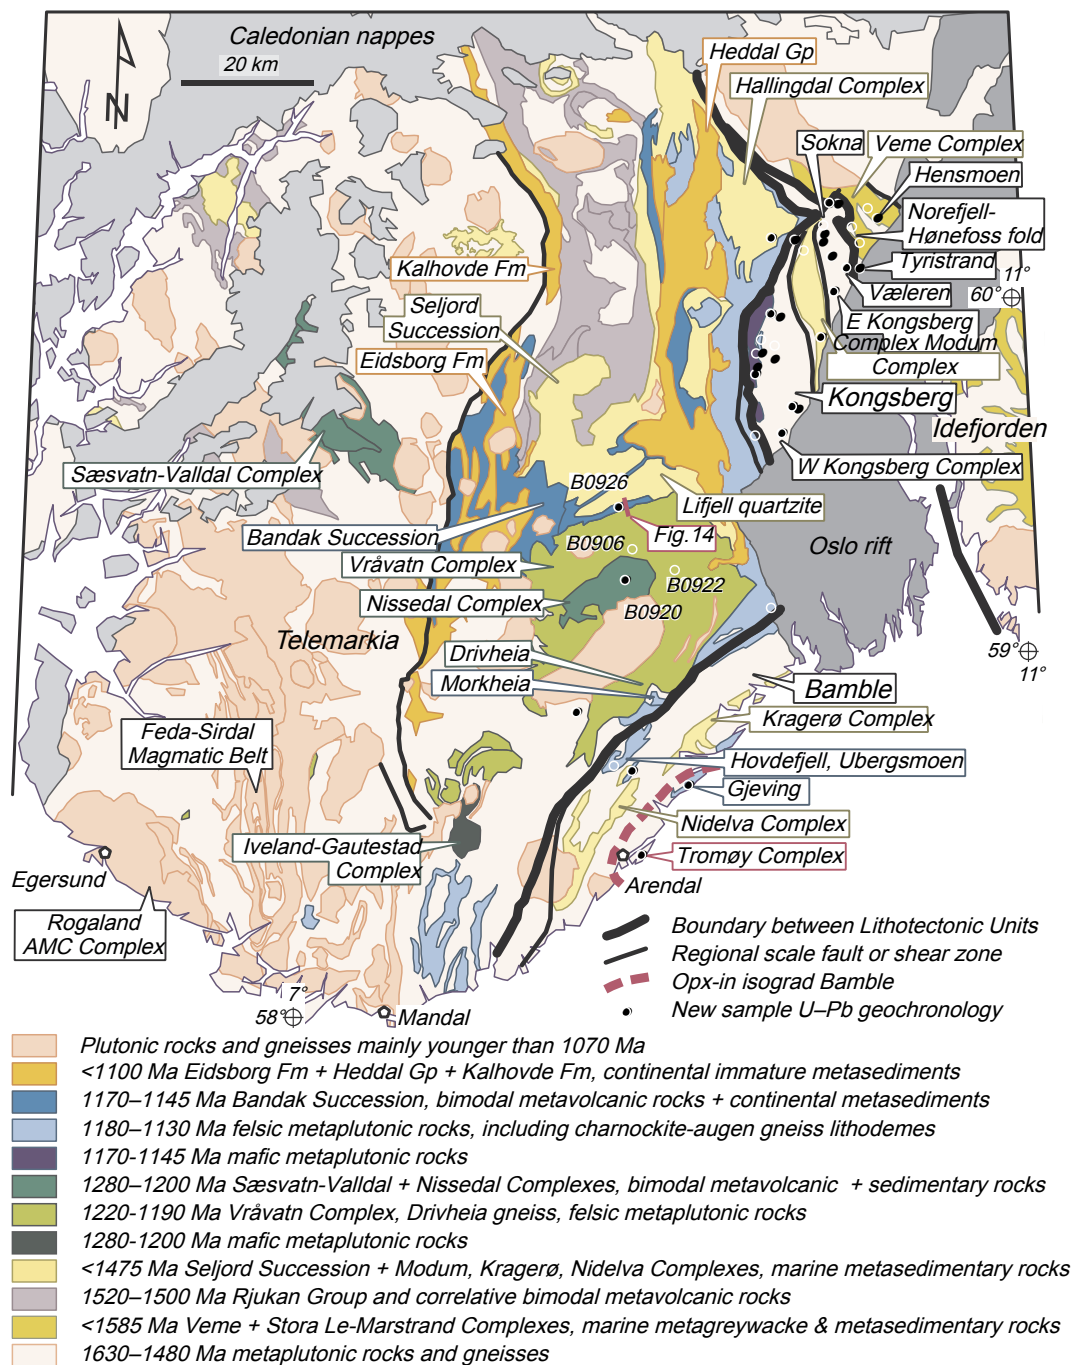 Caledonian nappes
20 km
N
Heddal Gp
Hallingdal Complex
Sokna
Veme Complex
Hensmoen
Norefjell-
Hønefoss fold
Tyristrand
11°
60°
Væleren
E Kongsberg
Complex Modum
Complex
Kongsberg
Idefjorden
W Kongsberg Complex
Kalhovde Fm
Seljord
Succession
Eidsborg Fm
Sæsvatn-Valldal Complex
B0926
Lifjell quartzite
Bandak Succession
Fig.14
B0906
Oslo rift
Vråvatn Complex
B0922
Nissedal Complex
B0920
Telemarkia
Drivheia
59°
11°
Morkheia
Bamble
Kragerø Complex
Feda-Sirdal
Magmatic Belt
Hovdefjell, Ubergsmoen
Gjeving
Nidelva Complex
Iveland-Gautestad
Complex
Tromøy Complex
Egersund
Arendal
Rogaland
AMC Complex
Boundary between Lithotectonic Units
Regional scale fault or shear zone
Opx-in isograd Bamble
New sample U–Pb geochronology
7°
58°
Mandal
Plutonic rocks and gneisses mainly younger than 1070 Ma
<1100 Ma Eidsborg Fm + Heddal Gp + Kalhovde Fm, continental immature metasediments
1170–1145 Ma Bandak Succession, bimodal metavolcanic rocks + continental metasediments
1180–1130 Ma felsic metaplutonic rocks, including charnockite-augen gneiss lithodemes
1170-1145 Ma mafic metaplutonic rocks
1280–1200 Ma Sæsvatn-Valldal + Nissedal Complexes, bimodal metavolcanic + sedimentary rocks
1220-1190 Ma Vråvatn Complex, Drivheia gneiss, felsic metaplutonic rocks
1280-1200 Ma mafic metaplutonic rocks
<1475 Ma Seljord Succession + Modum, Kragerø, Nidelva Complexes, marine metasedimentary rocks
1520–1500 Ma Rjukan Group and correlative bimodal metavolcanic rocks
<1585 Ma Veme + Stora Le-Marstrand Complexes, marine metagreywacke & metasedimentary rocks
1630–1480 Ma metaplutonic rocks and gneisses